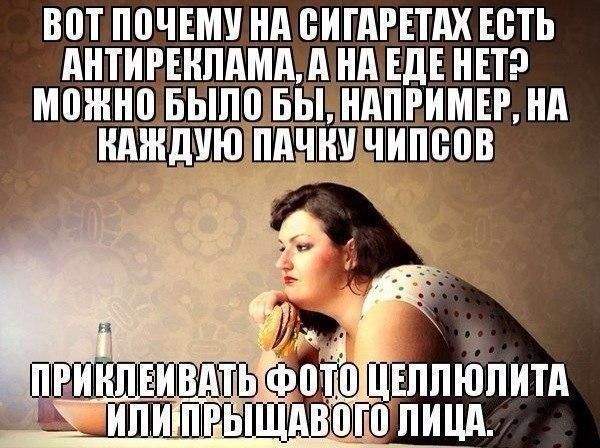 ВОТ ПОЧЕМУ НА СИГАРЕТАХ ЕСТЬ
АНТИРЕКЛАМА, А НА ЕДЕ НЕТ?
МОЖНО БЫЛО БЫ, НАПРИМЕР, НА
КАЖДУЮ ПАЧКУ ЧИПСОВ
ПРИКЛЕИВАТЬ ФОТО ЦЕЛЛЮЛИТА
ИЛИ ПРЫЩАВОГО ЛИЦА.